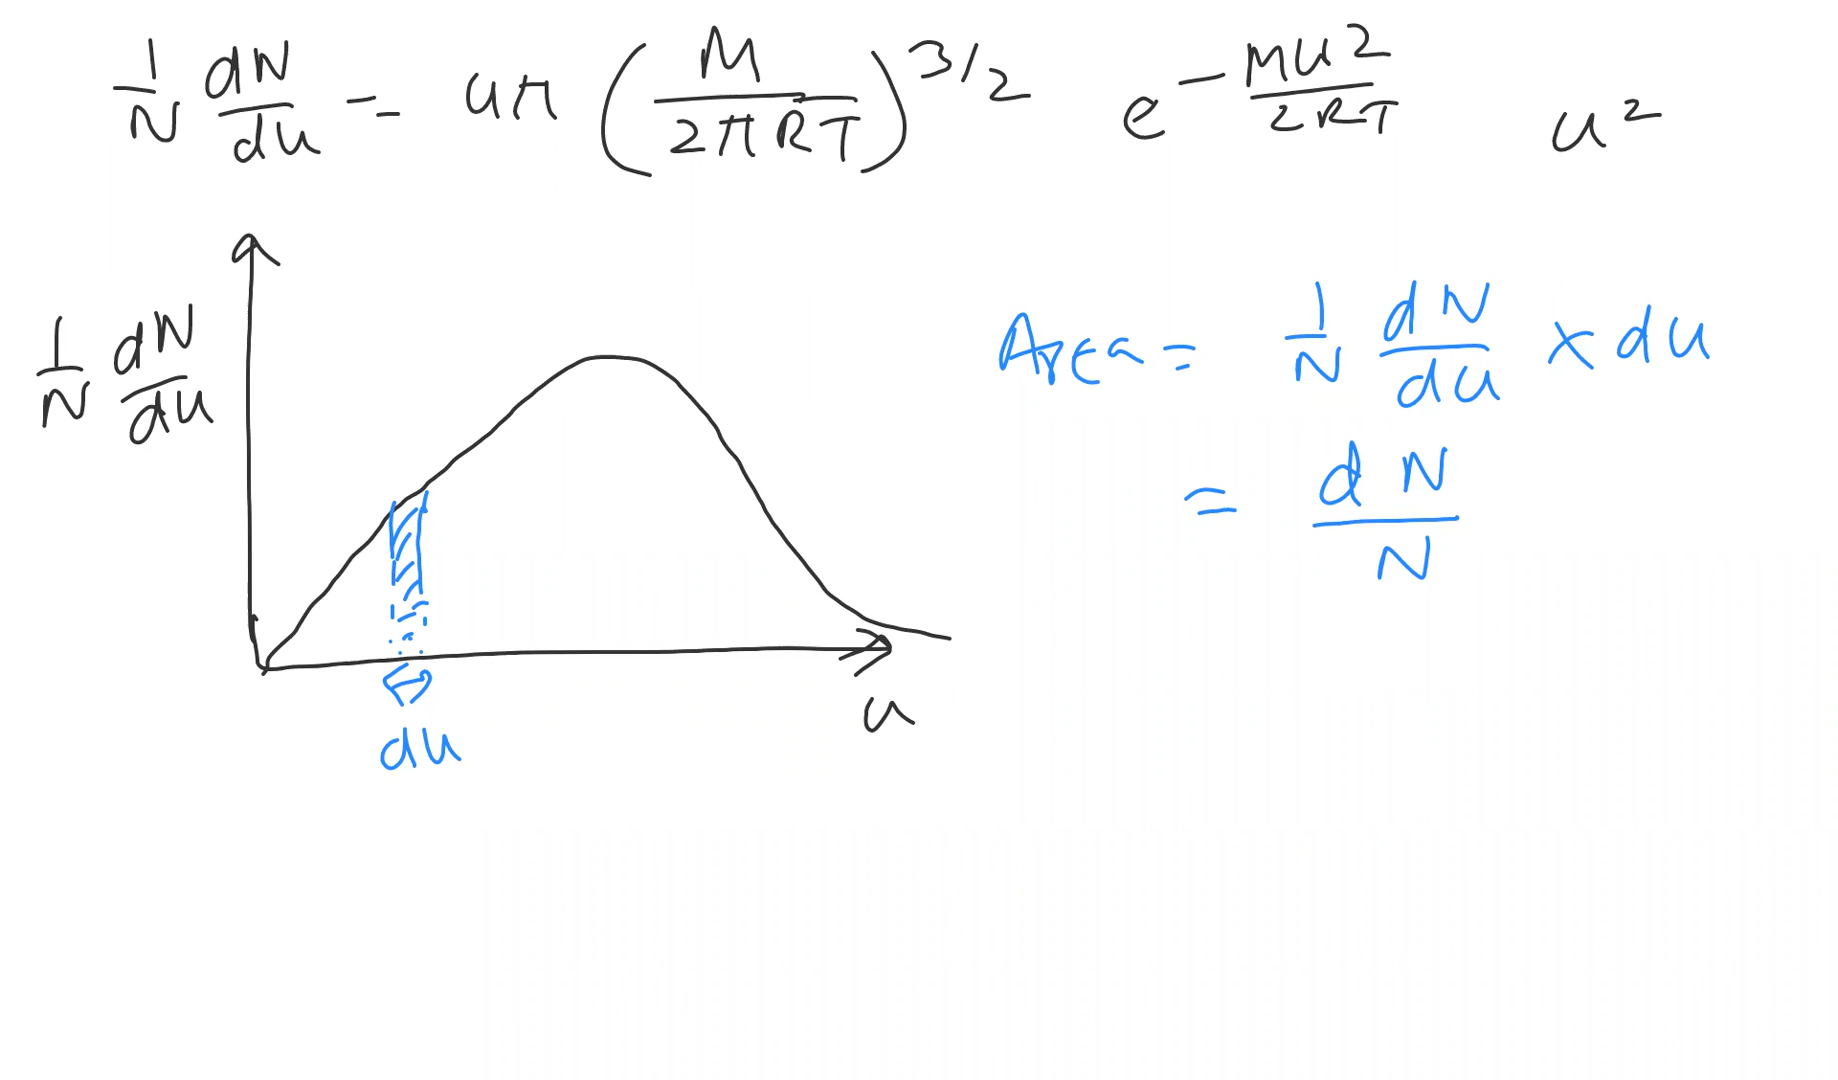 1/N dN/du = 4π (M/2πRT)^3/2 e^-Mu²/2RT u²
1/N dN/du
Area = 1/N dN/du × du
= dN/N
u
du